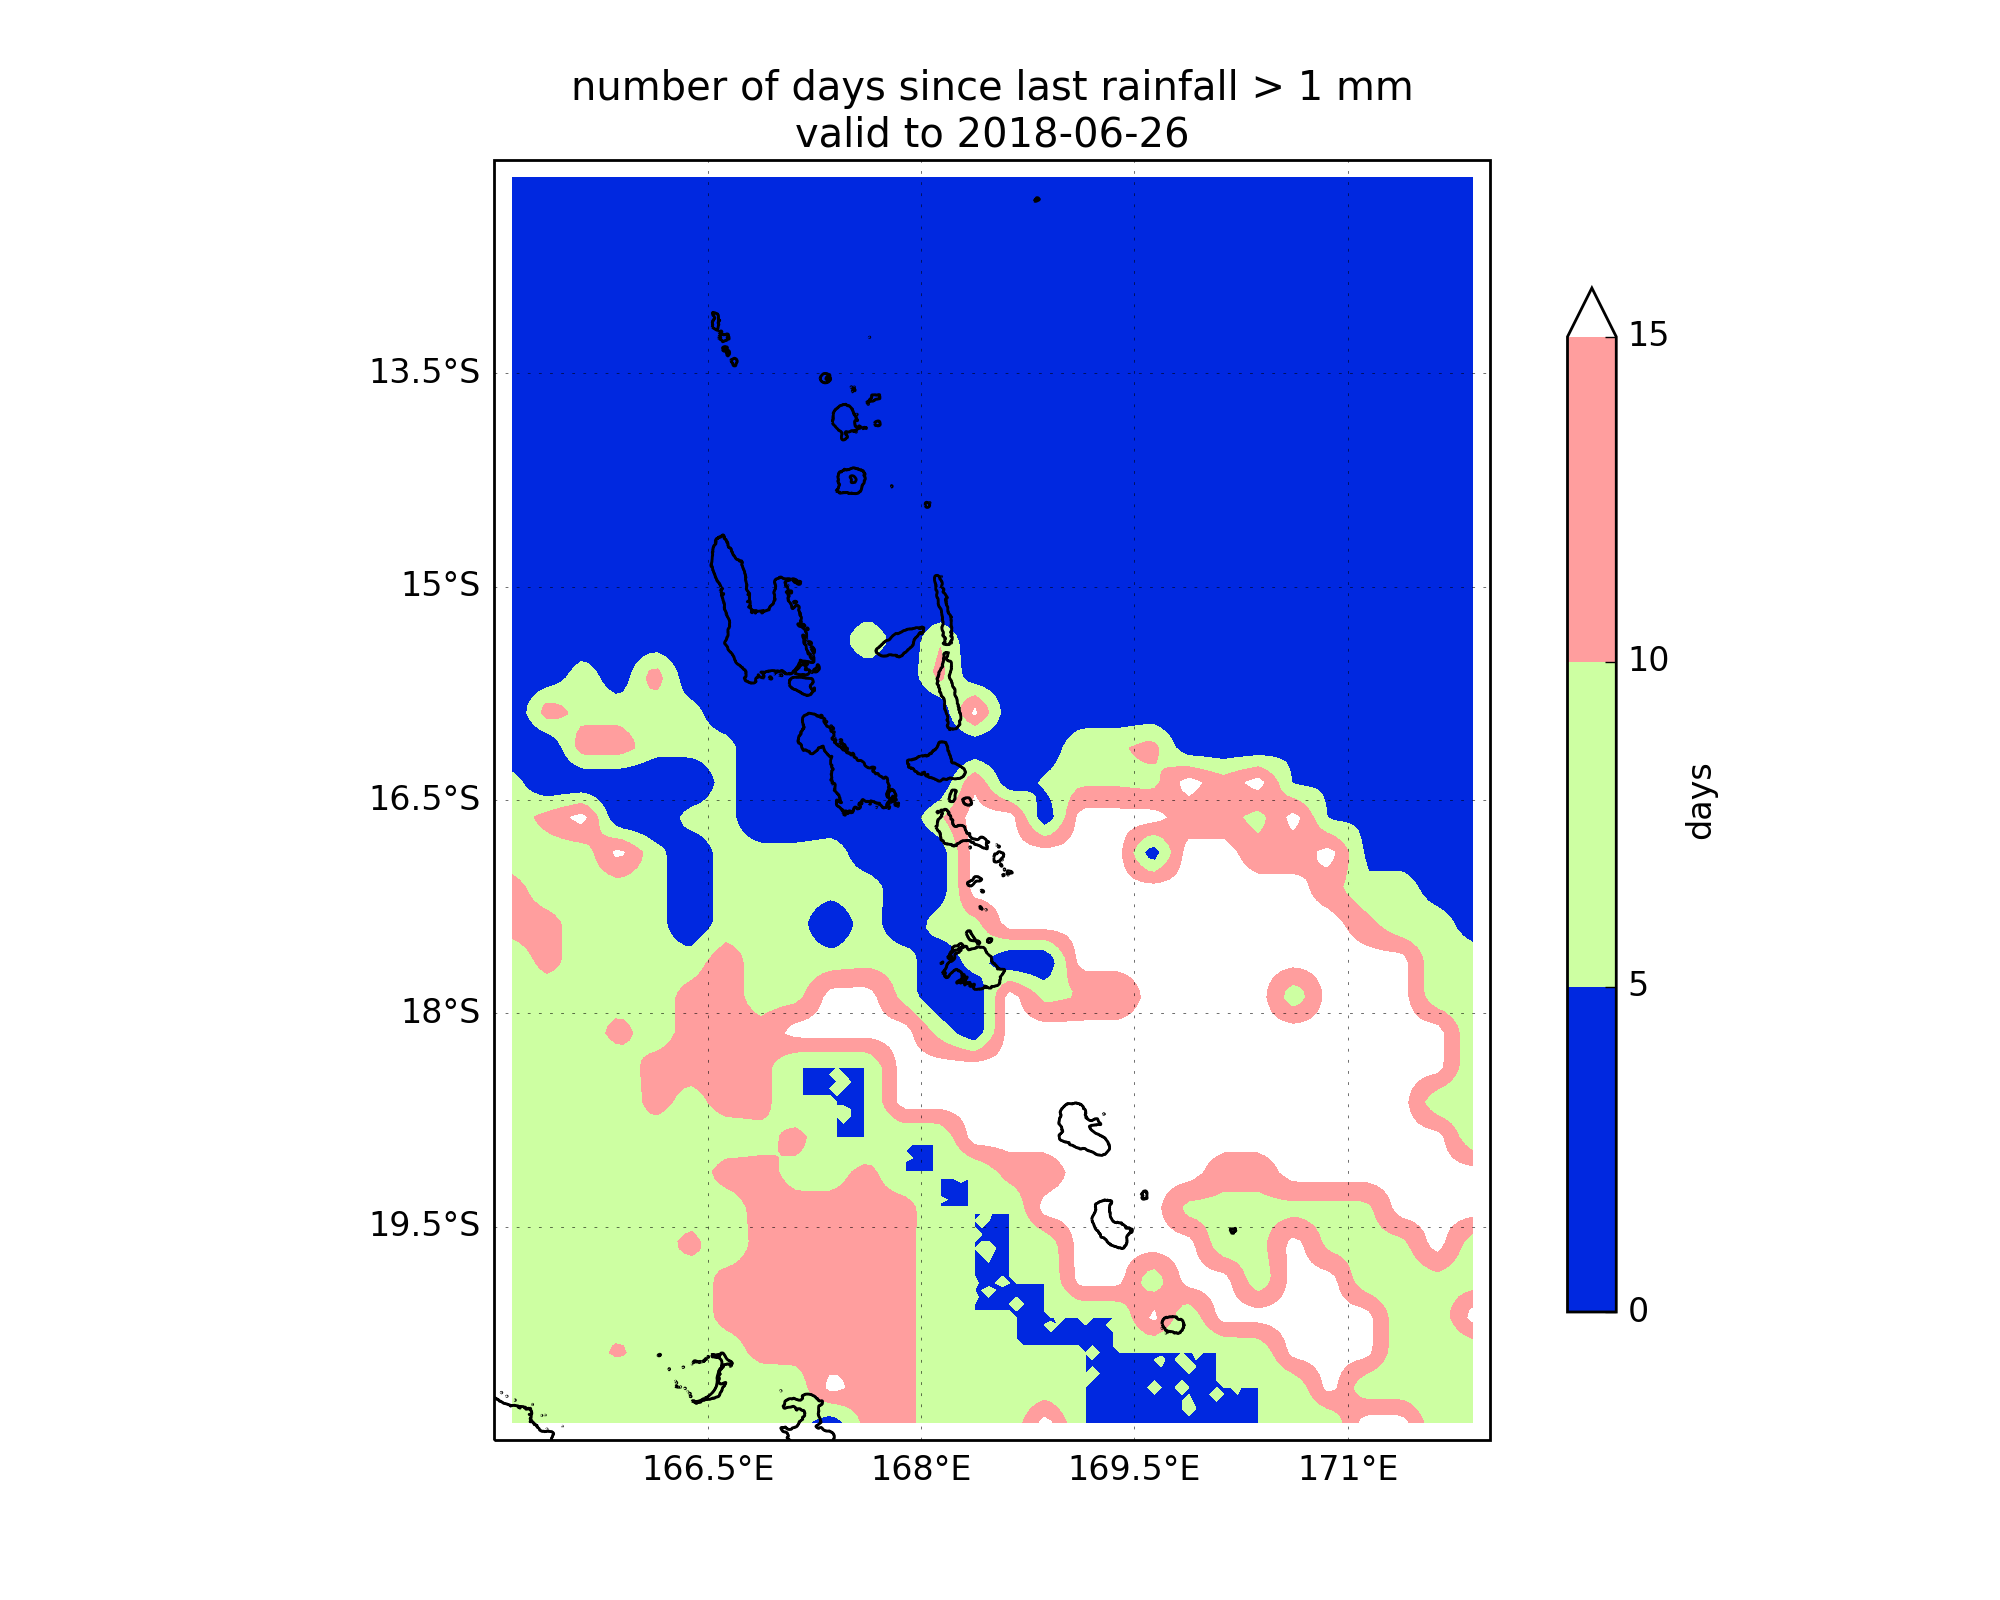 number of days since last rainfall > 1 mm
valid to 2018-06-26
13.5°S
15°S
16.5°S
18°S
19.5°S
166.5°E
168°E
169.5°E
171°E
15
10
5
0
days